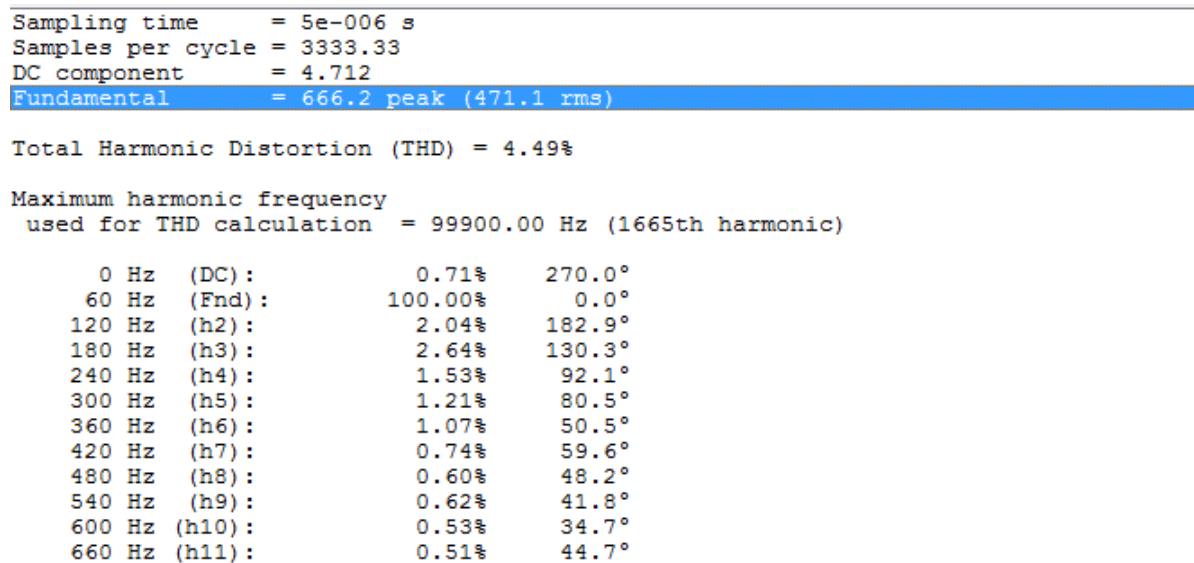 Sampling time     = 5e-006 s
Samples per cycle = 3333.33
DC component      = 4.712
Fundamental       = 666.2 peak (471.1 rms)
Total Harmonic Distortion (THD) = 4.49%
Maximum harmonic frequency
used for THD calculation  = 99900.00 Hz (1665th harmonic)
0 Hz  (DC):          0.71%    270.0°
60 Hz  (Fnd):       100.00%      0.0°
120 Hz  (h2):          2.04%    182.9°
180 Hz  (h3):          2.64%    130.3°
240 Hz  (h4):          1.53%     92.1°
300 Hz  (h5):          1.21%     80.5°
360 Hz  (h6):          1.07%     50.5°
420 Hz  (h7):          0.74%     59.6°
480 Hz  (h8):          0.60%     48.2°
540 Hz  (h9):          0.62%     41.8°
600 Hz (h10):          0.53%     34.7°
660 Hz (h11):          0.51%     44.7°